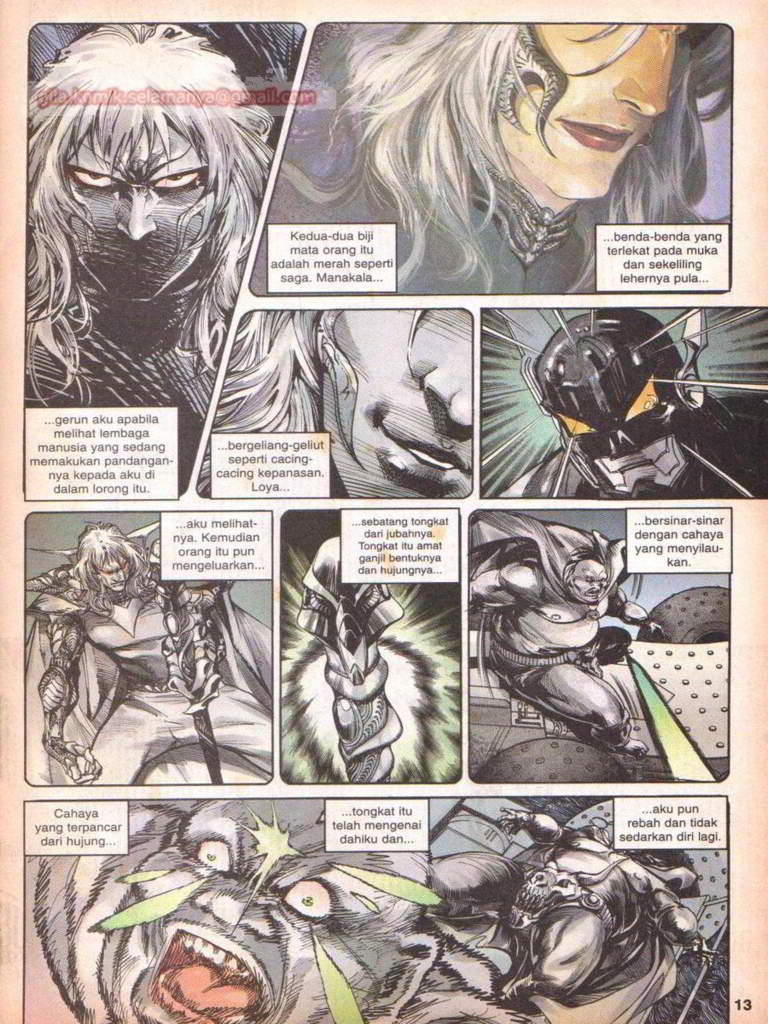 gila.komik.selamanya@gmail.com
...gerun aku apabila
melihat lembaga
manusia yang sedang
memakukan pandangan-
nya kepada aku di
dalam lorong itu.
Kedua-dua biji
mata orang itu
adalah merah seperti
saga. Manakala...
...benda-benda yang
terlekat pada muka
dan sekeliling
lehernya pula...
...bergeliang-geliut
seperti cacing-
cacing kepanasan.
Loya...
...aku melihat-
nya. Kemudian
orang itu pun
mengeluarkan...
...sebatang tongkat
dari jubahnya.
Tongkat itu amat
ganjil bentuknya
dan hujungnya...
...bersinar-sinar
dengan cahaya
yang menyilau-
kan.
Cahaya
yang terpancar
dari hujung...
...tongkat itu
telah mengenai
dahiku dan...
...aku pun
rebah dan tidak
sedarkan diri lagi.
13